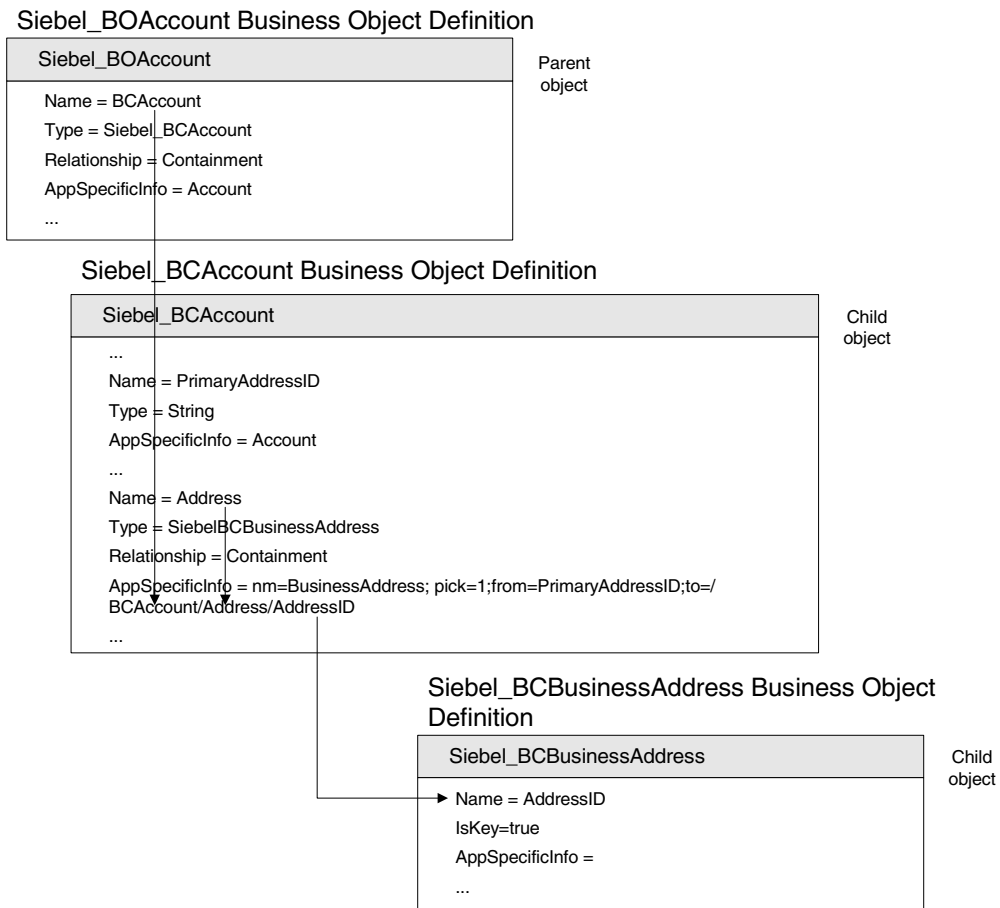 Siebel_BOAccount Business Object Definition
Siebel_BOAccount
Parent
object
Name = BCAccount
Type = Siebel_BCAccount
Relationship = Containment
AppSpecificInfo = Account
...
Siebel_BCAccount Business Object Definition
Siebel_BCAccount
Child
object
...
Name = PrimaryAddressID
Type = String
AppSpecificInfo = Account
...
Name = Address
Type = SiebelBCBusinessAddress
Relationship = Containment
AppSpecificInfo = nm=BusinessAddress; pick=1;from=PrimaryAddressID;to=/
BCAccount/Address/AddressID
...
Siebel_BCBusinessAddress Business Object
Definition
Siebel_BCBusinessAddress
Child
object
Name = AddressID
IsKey=true
AppSpecificInfo =
...